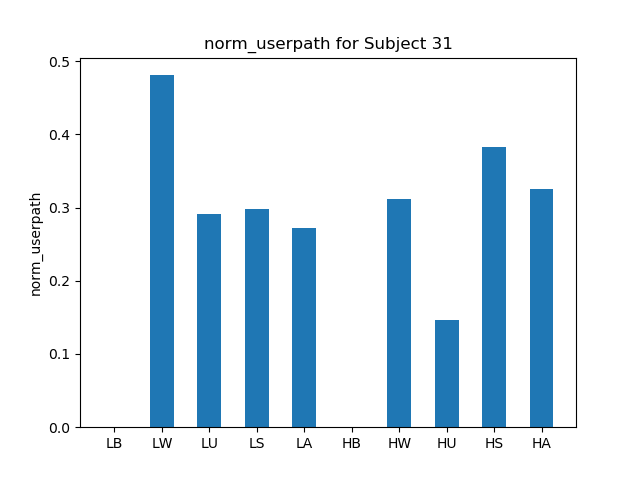 norm_userpath for Subject 31
norm_userpath
0.5
0.4
0.3
0.2
0.1
0.0
LB LW LU LS LA HB HW HU HS HA